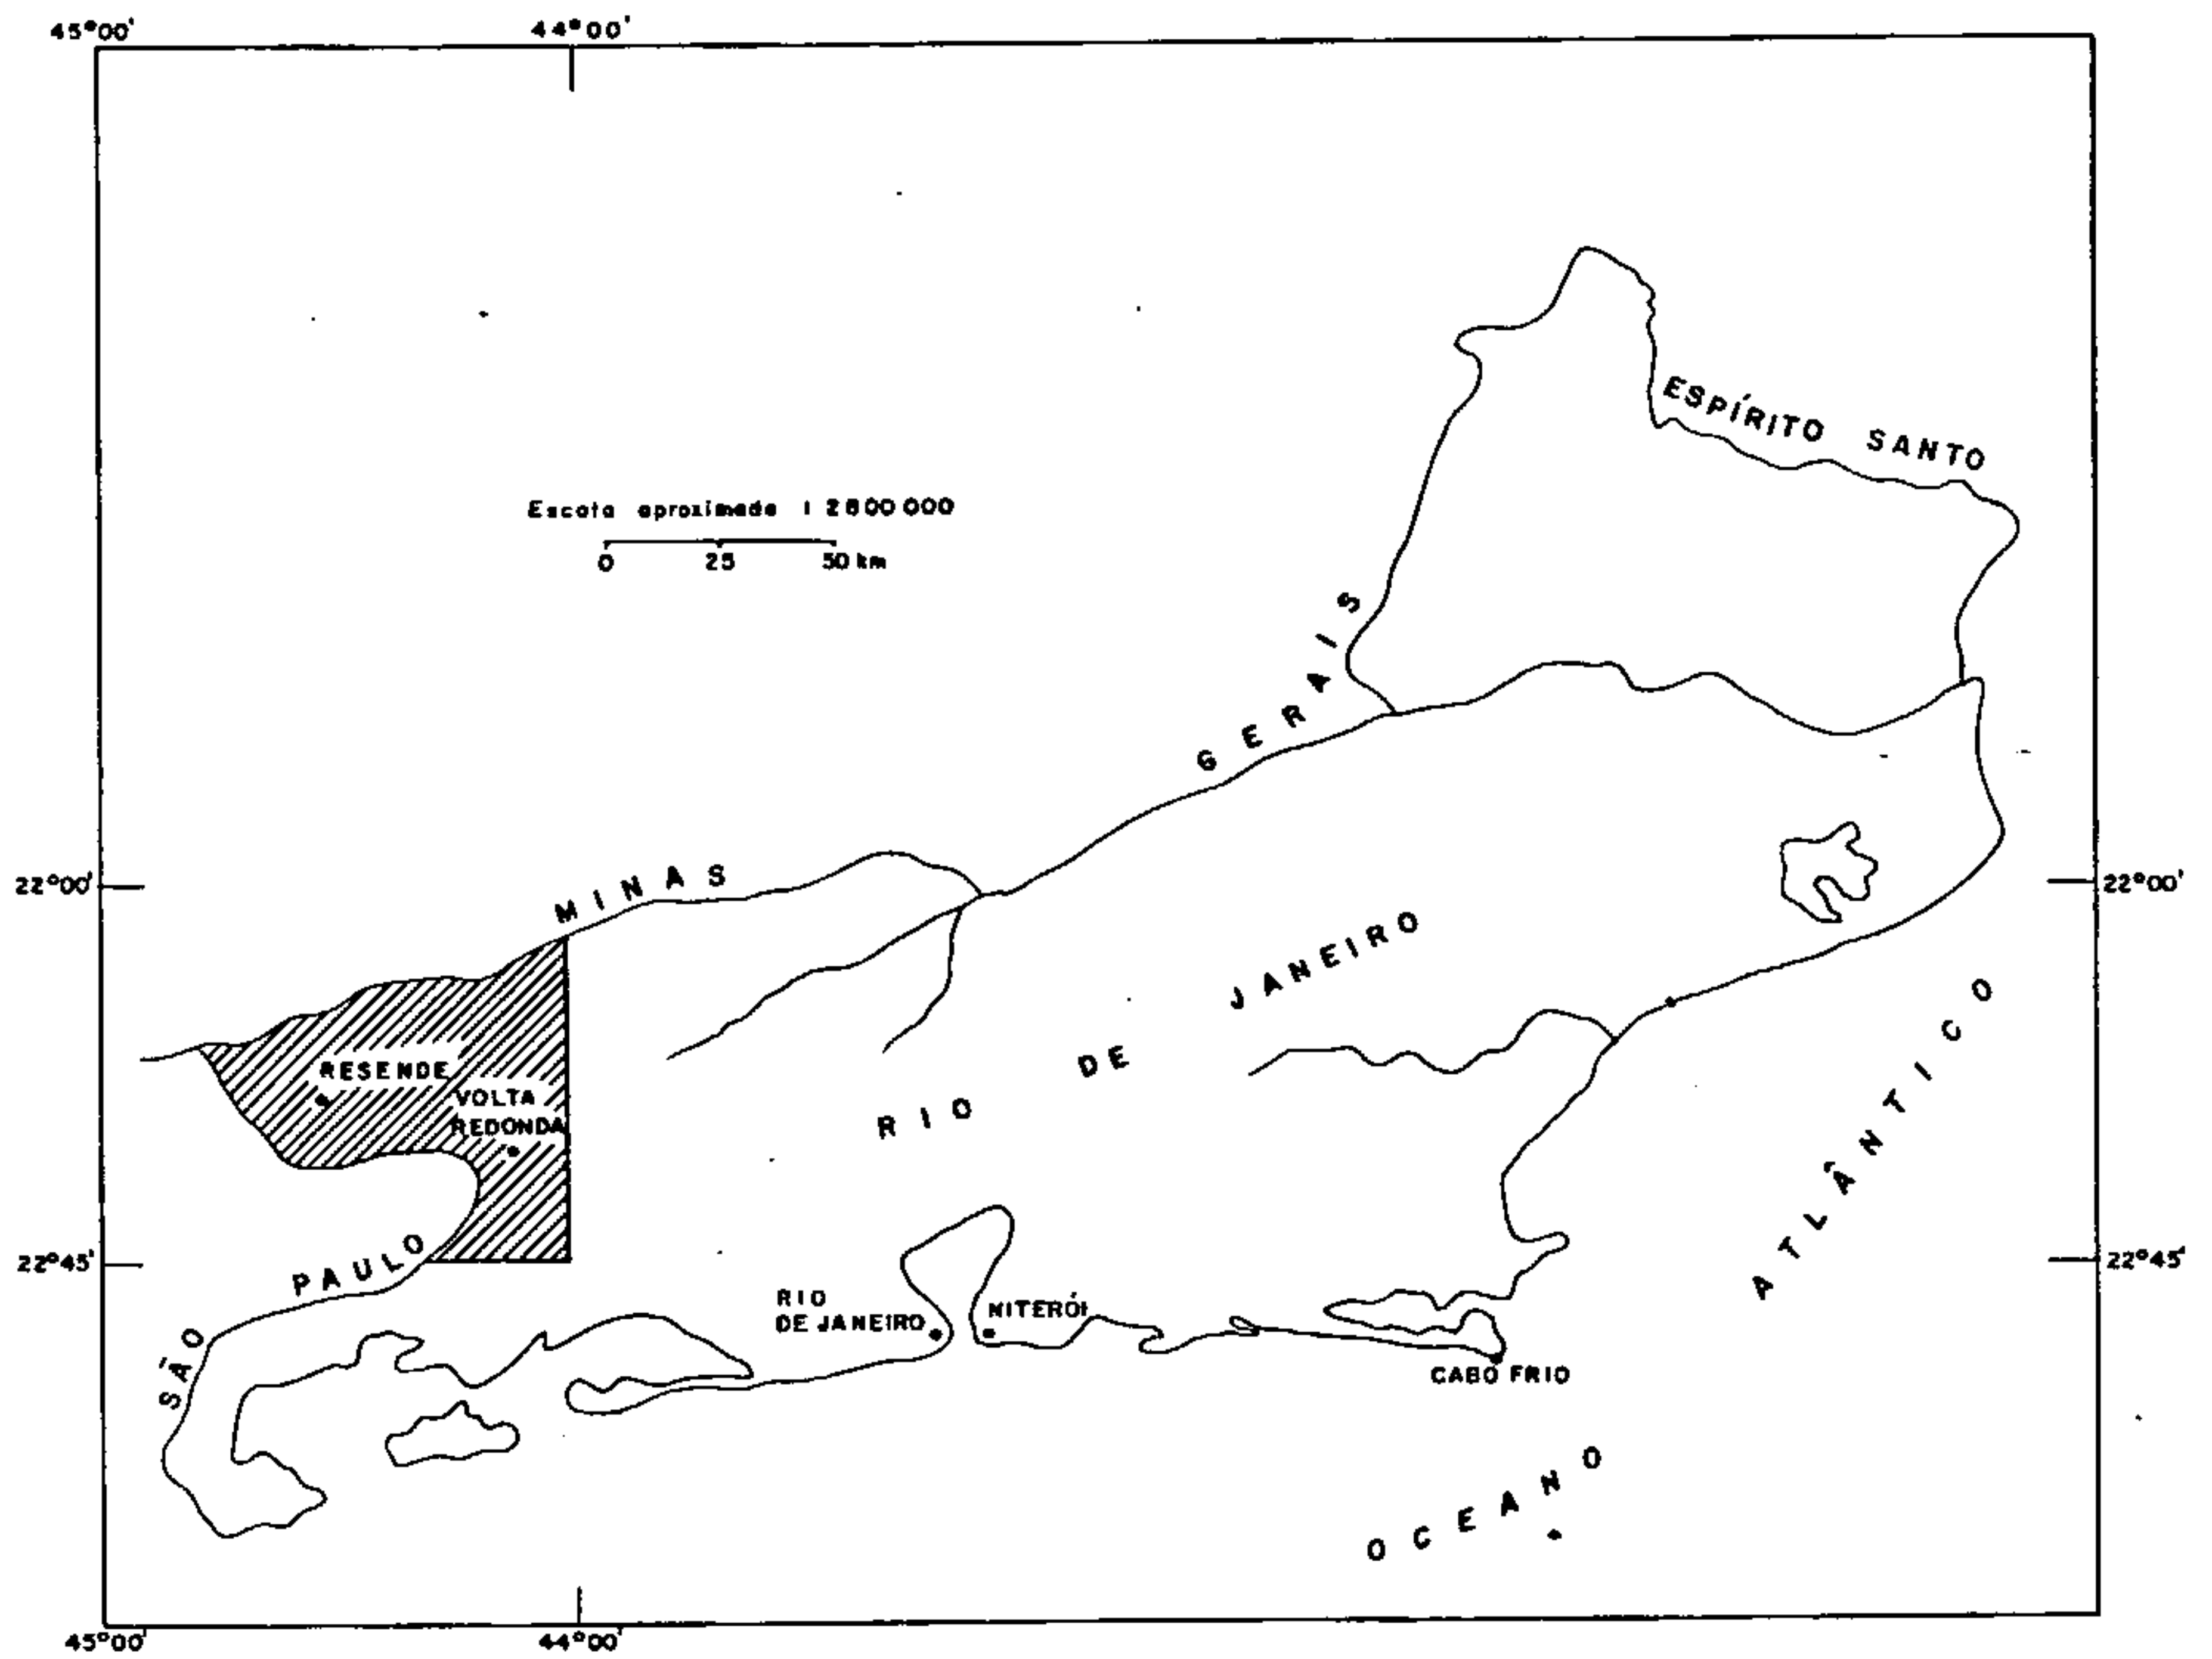 45°00' 44°00'
ESPÍRITO SANTO
Escala aproximada 1 2800 000
0 25 50 km
MINAS GERAIS
22°00' 22°00'
RIO DE JANEIRO
RESENDE
VOLTA
REDONDA
OCEANO ATLÂNTICO
22°45' 22°45'
SÃO PAULO
RIO
DE JANEIRO
NITERÓI
CABO FRIO
45°00' 44°00'